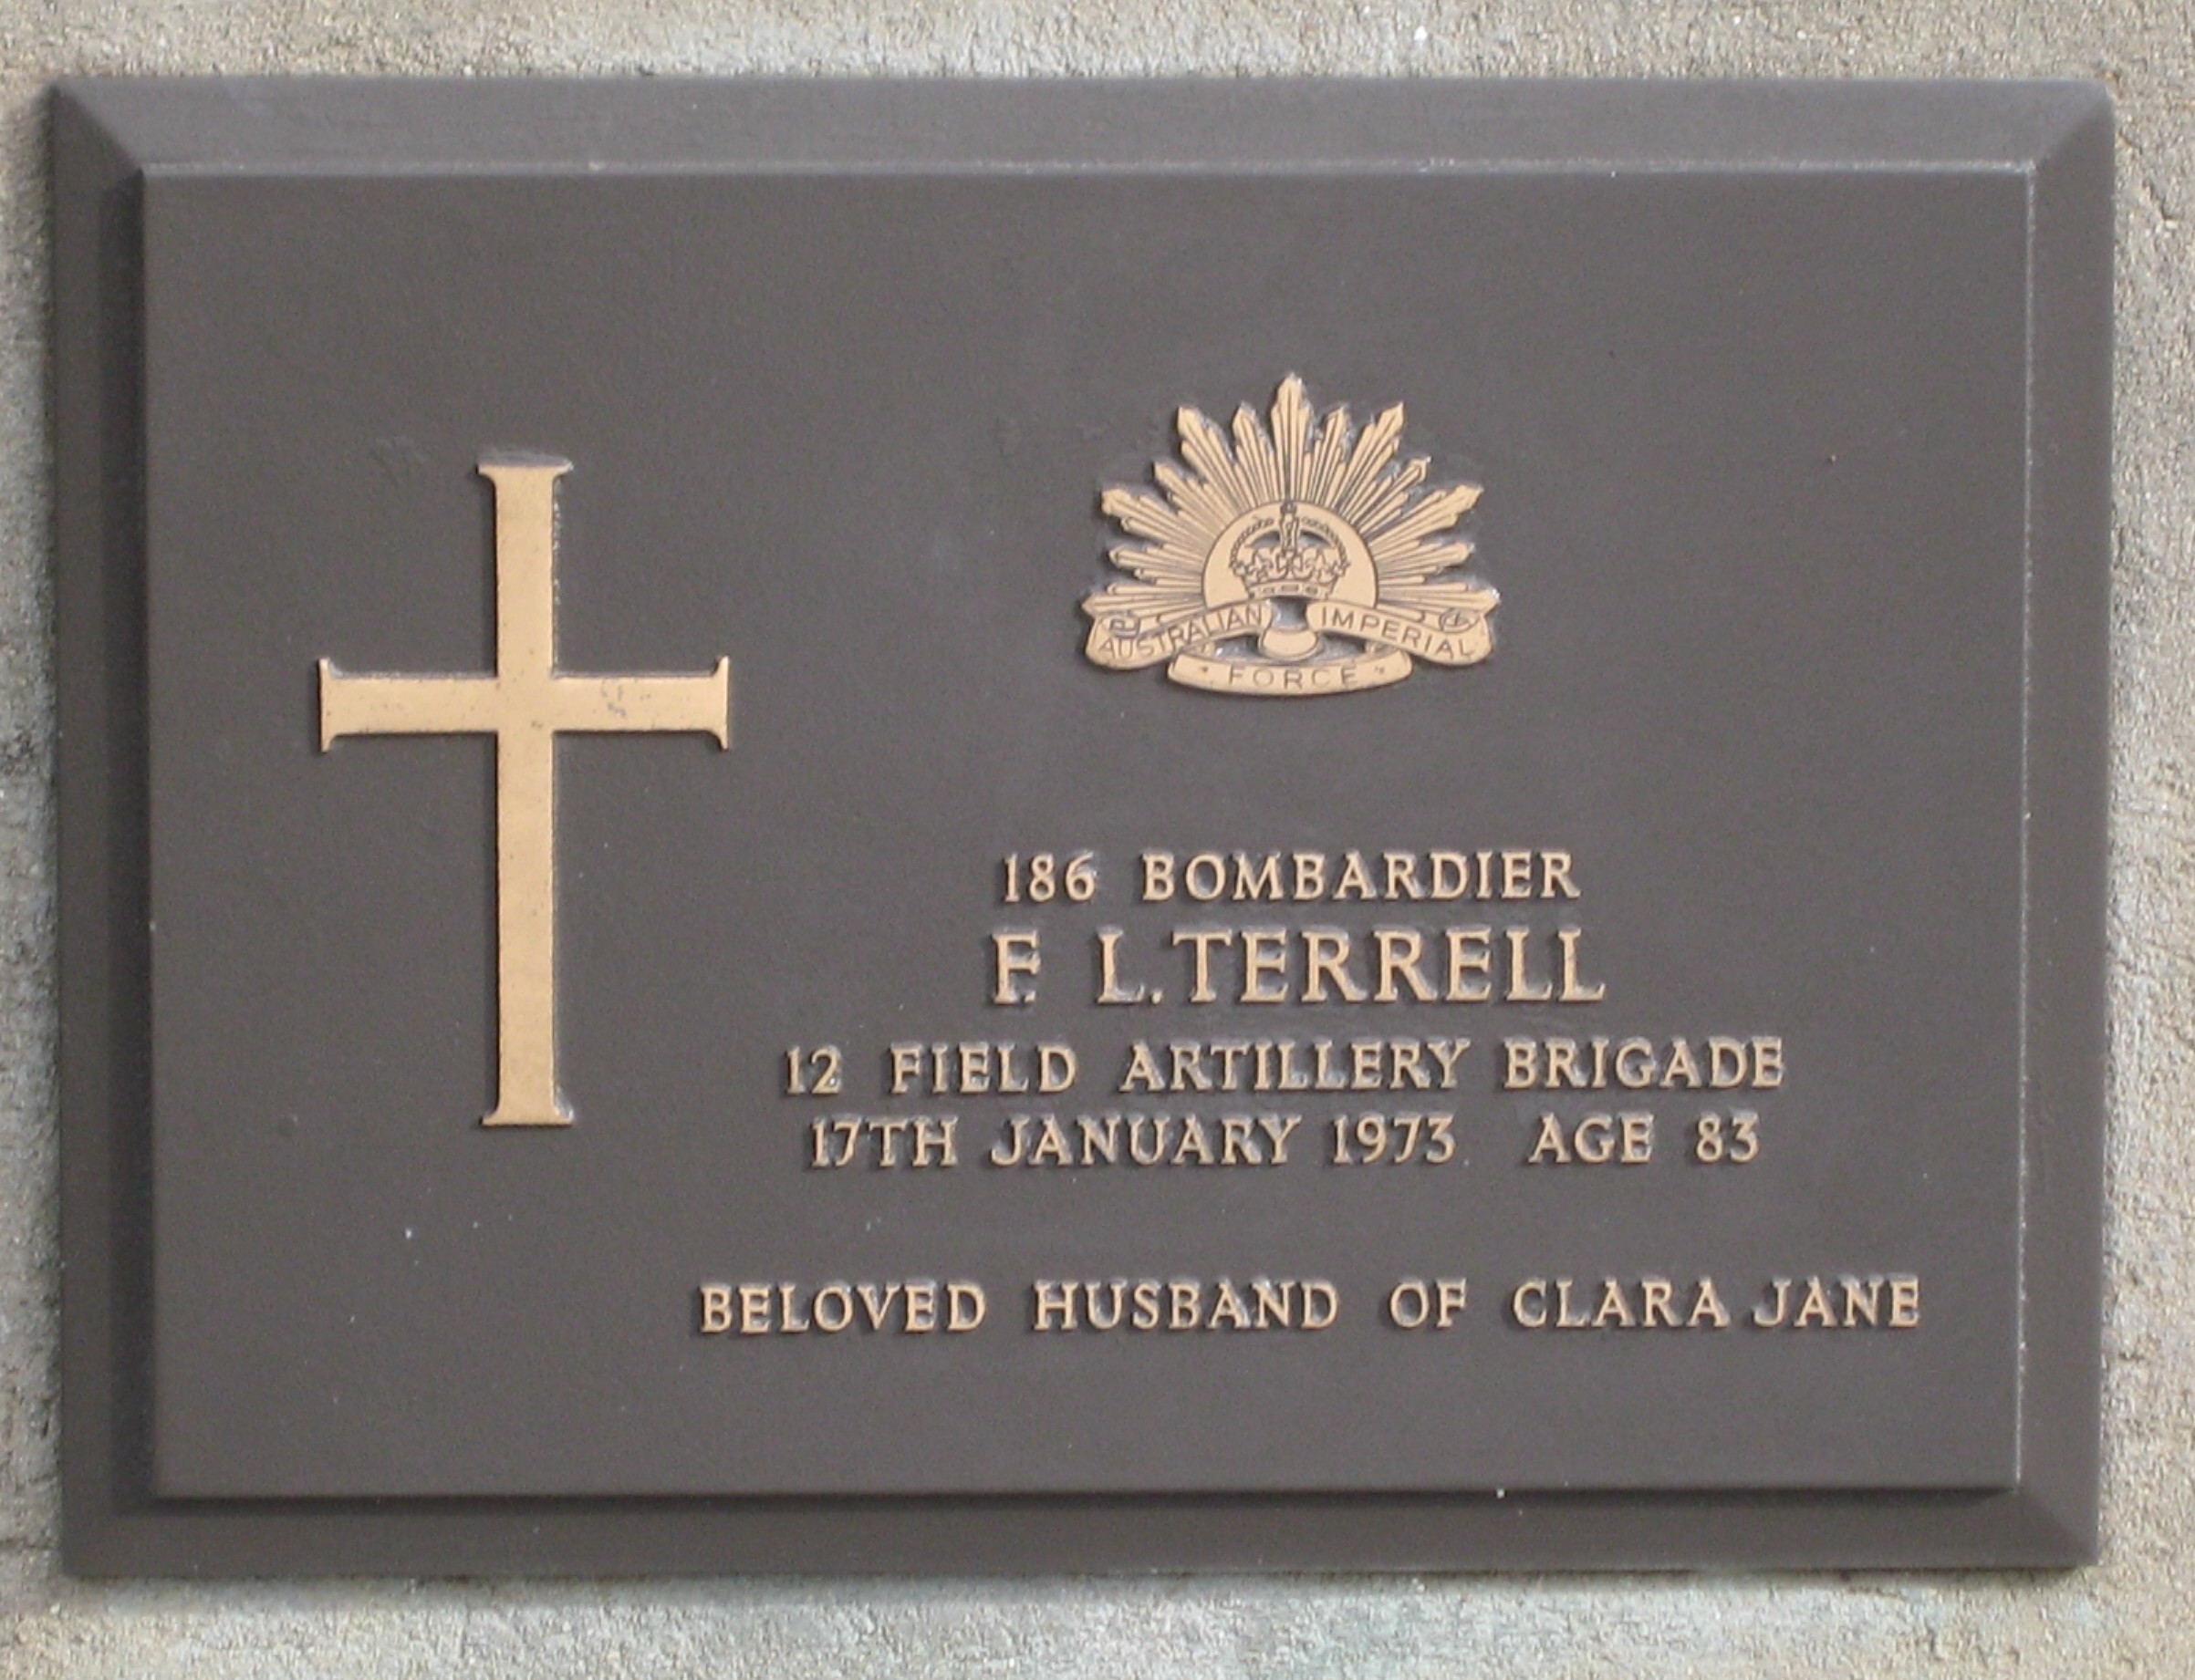 AUSTRALIAN IMPERIAL
FORCE
186 BOMBARDIER
F. L. TERRELL
12 FIELD ARTILLERY BRIGADE
17TH JANUARY 1973 AGE 83
BELOVED HUSBAND OF CLARA JANE